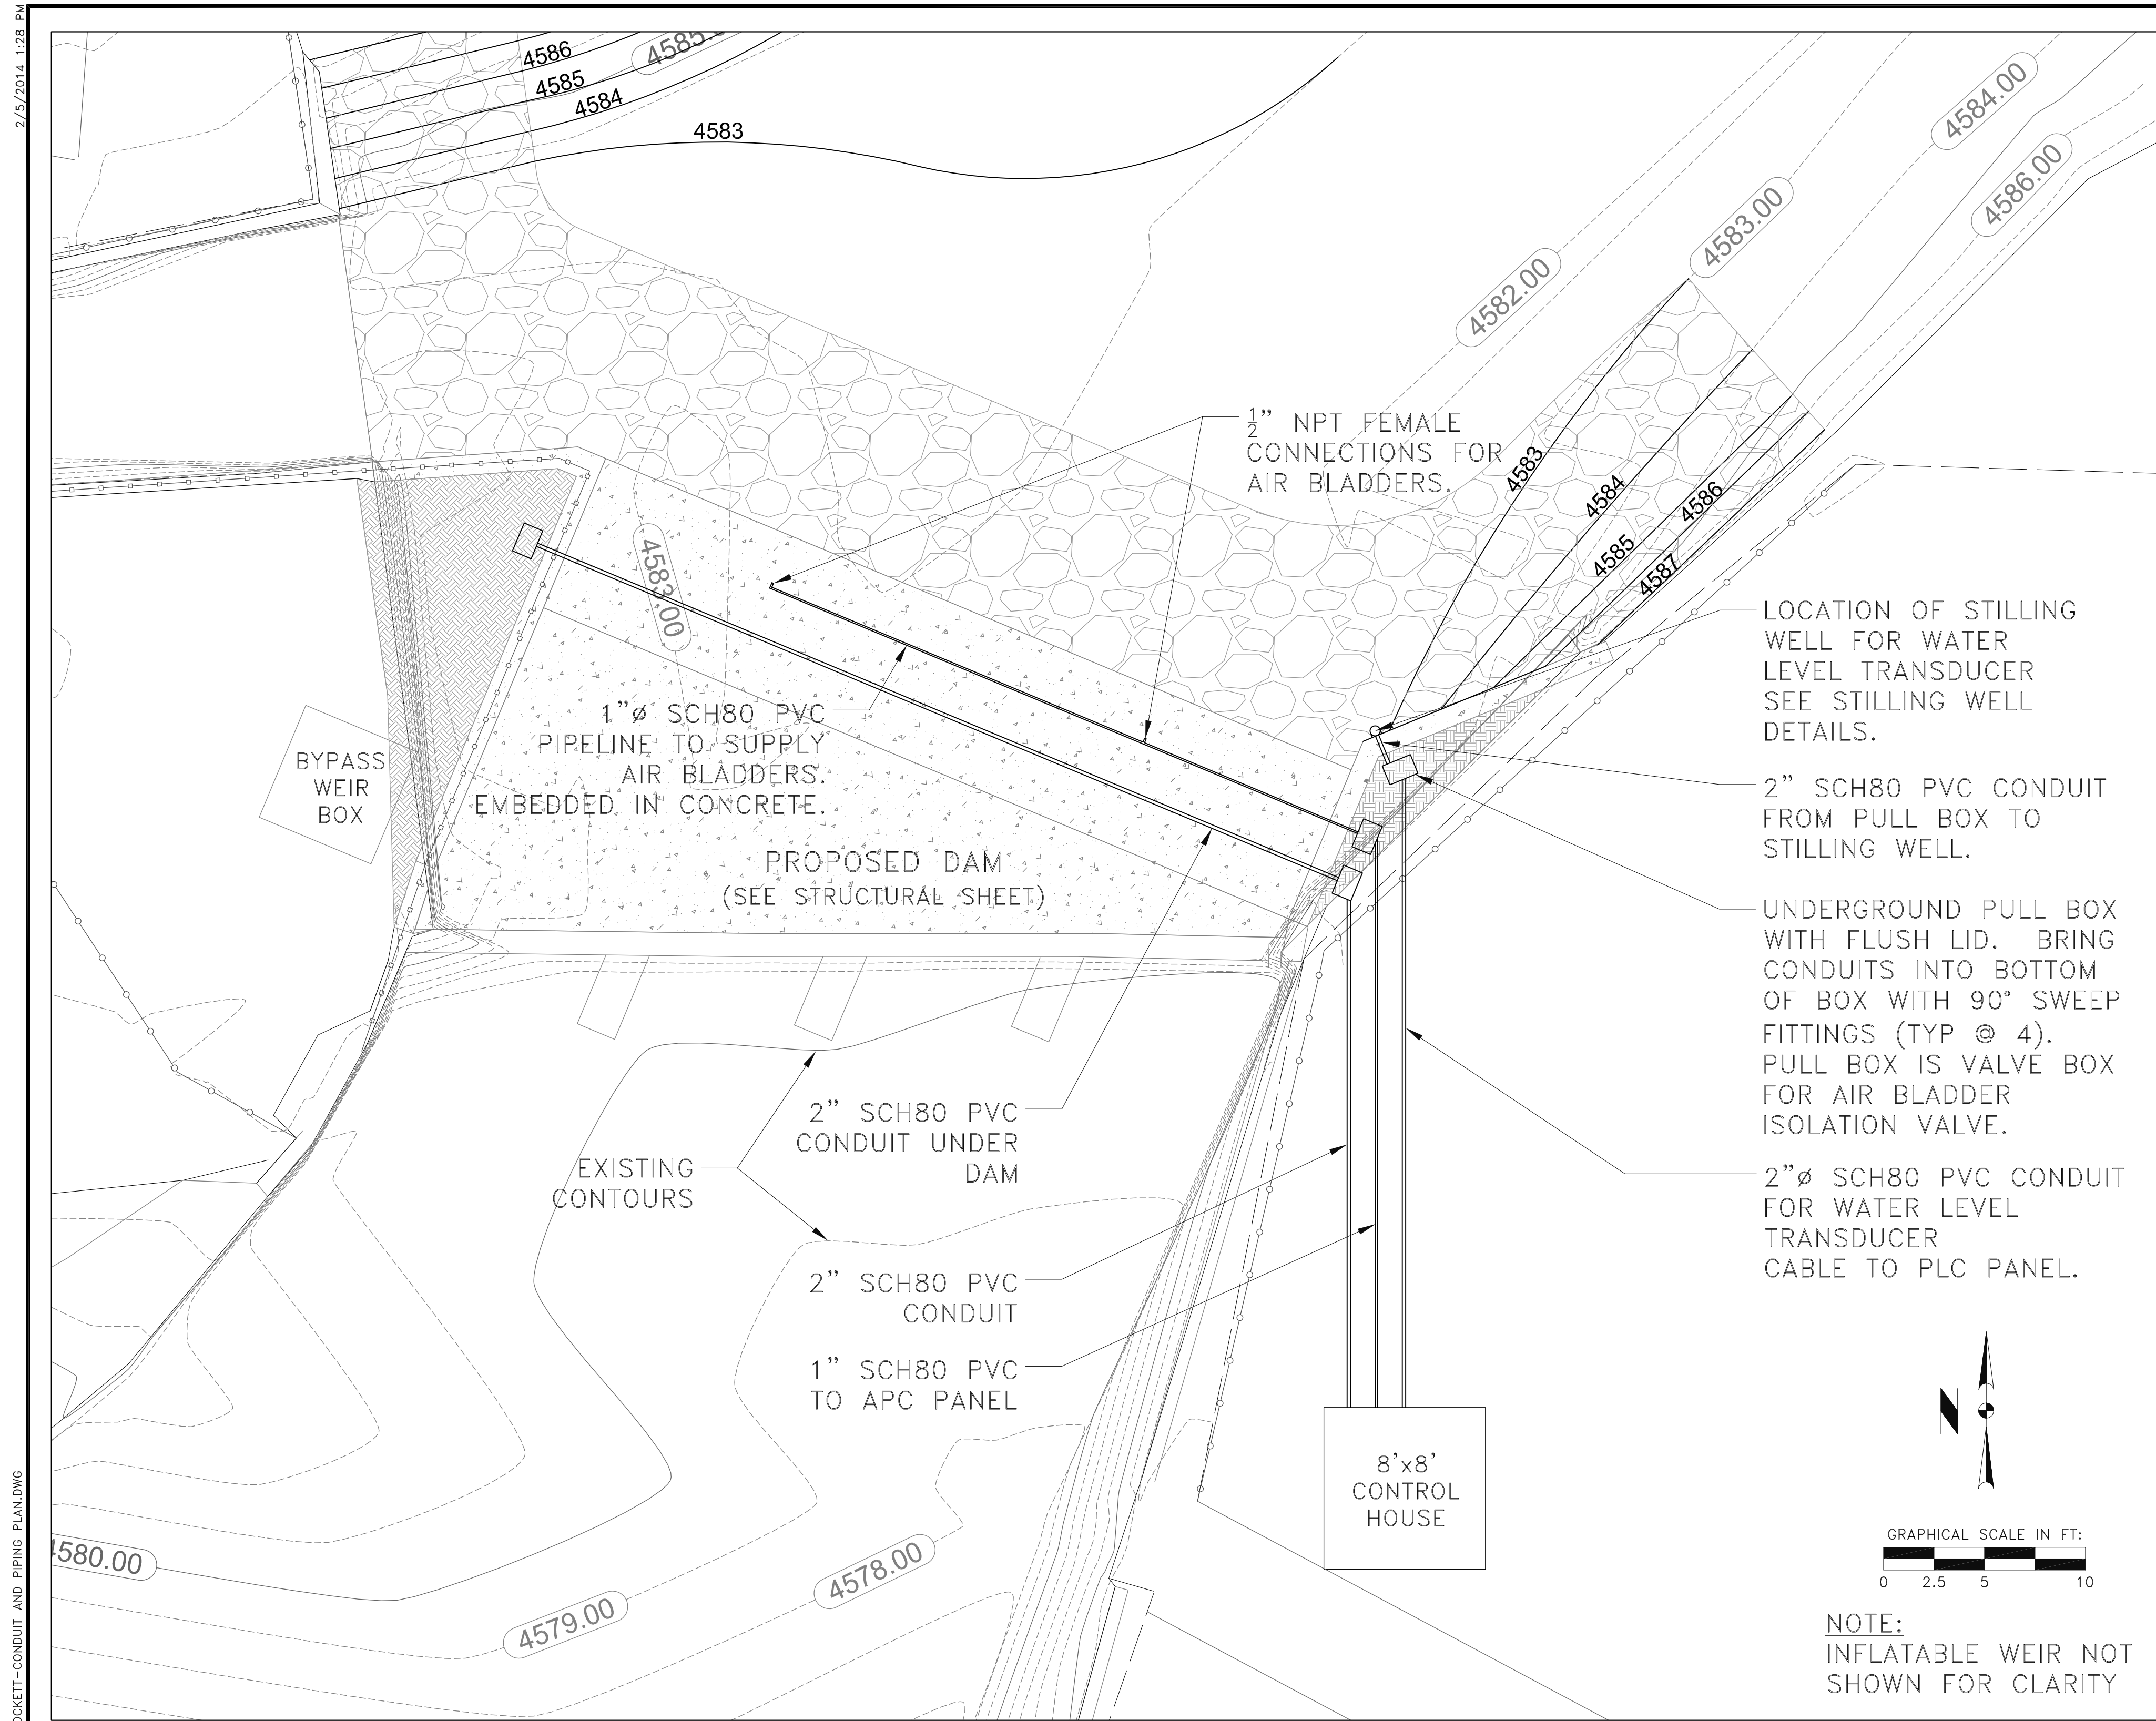 2/5/2014 1:28 PM
4586
4585
4584
4583
4584.00
4586.00
4583.00
4582.00
½” NPT FEMALE
CONNECTIONS FOR
AIR BLADDERS.
4583
4584
4586
4585
4587
4583.00
LOCATION OF STILLING
WELL FOR WATER
LEVEL TRANSDUCER
SEE STILLING WELL
DETAILS.
1”ø SCH80 PVC
PIPELINE TO SUPPLY
AIR BLADDERS.
EMBEDDED IN CONCRETE.
BYPASS
WEIR
BOX
2” SCH80 PVC CONDUIT
FROM PULL BOX TO
STILLING WELL.
PROPOSED DAM
(SEE STRUCTURAL SHEET)
UNDERGROUND PULL BOX
WITH FLUSH LID. BRING
CONDUITS INTO BOTTOM
OF BOX WITH 90° SWEEP
FITTINGS (TYP @ 4).
PULL BOX IS VALVE BOX
FOR AIR BLADDER
ISOLATION VALVE.
2” SCH80 PVC
CONDUIT UNDER
DAM
EXISTING
CONTOURS
2”ø SCH80 PVC CONDUIT
FOR WATER LEVEL
TRANSDUCER
CABLE TO PLC PANEL.
2” SCH80 PVC
CONDUIT
1” SCH80 PVC
TO APC PANEL
N
8’x8’
CONTROL
HOUSE
GRAPHICAL SCALE IN FT:
0 2.5 5 10
4580.00
4579.00
4578.00
NOTE:
INFLATABLE WEIR NOT
SHOWN FOR CLARITY
OCKETT-CONDUIT AND PIPING PLAN.DWG